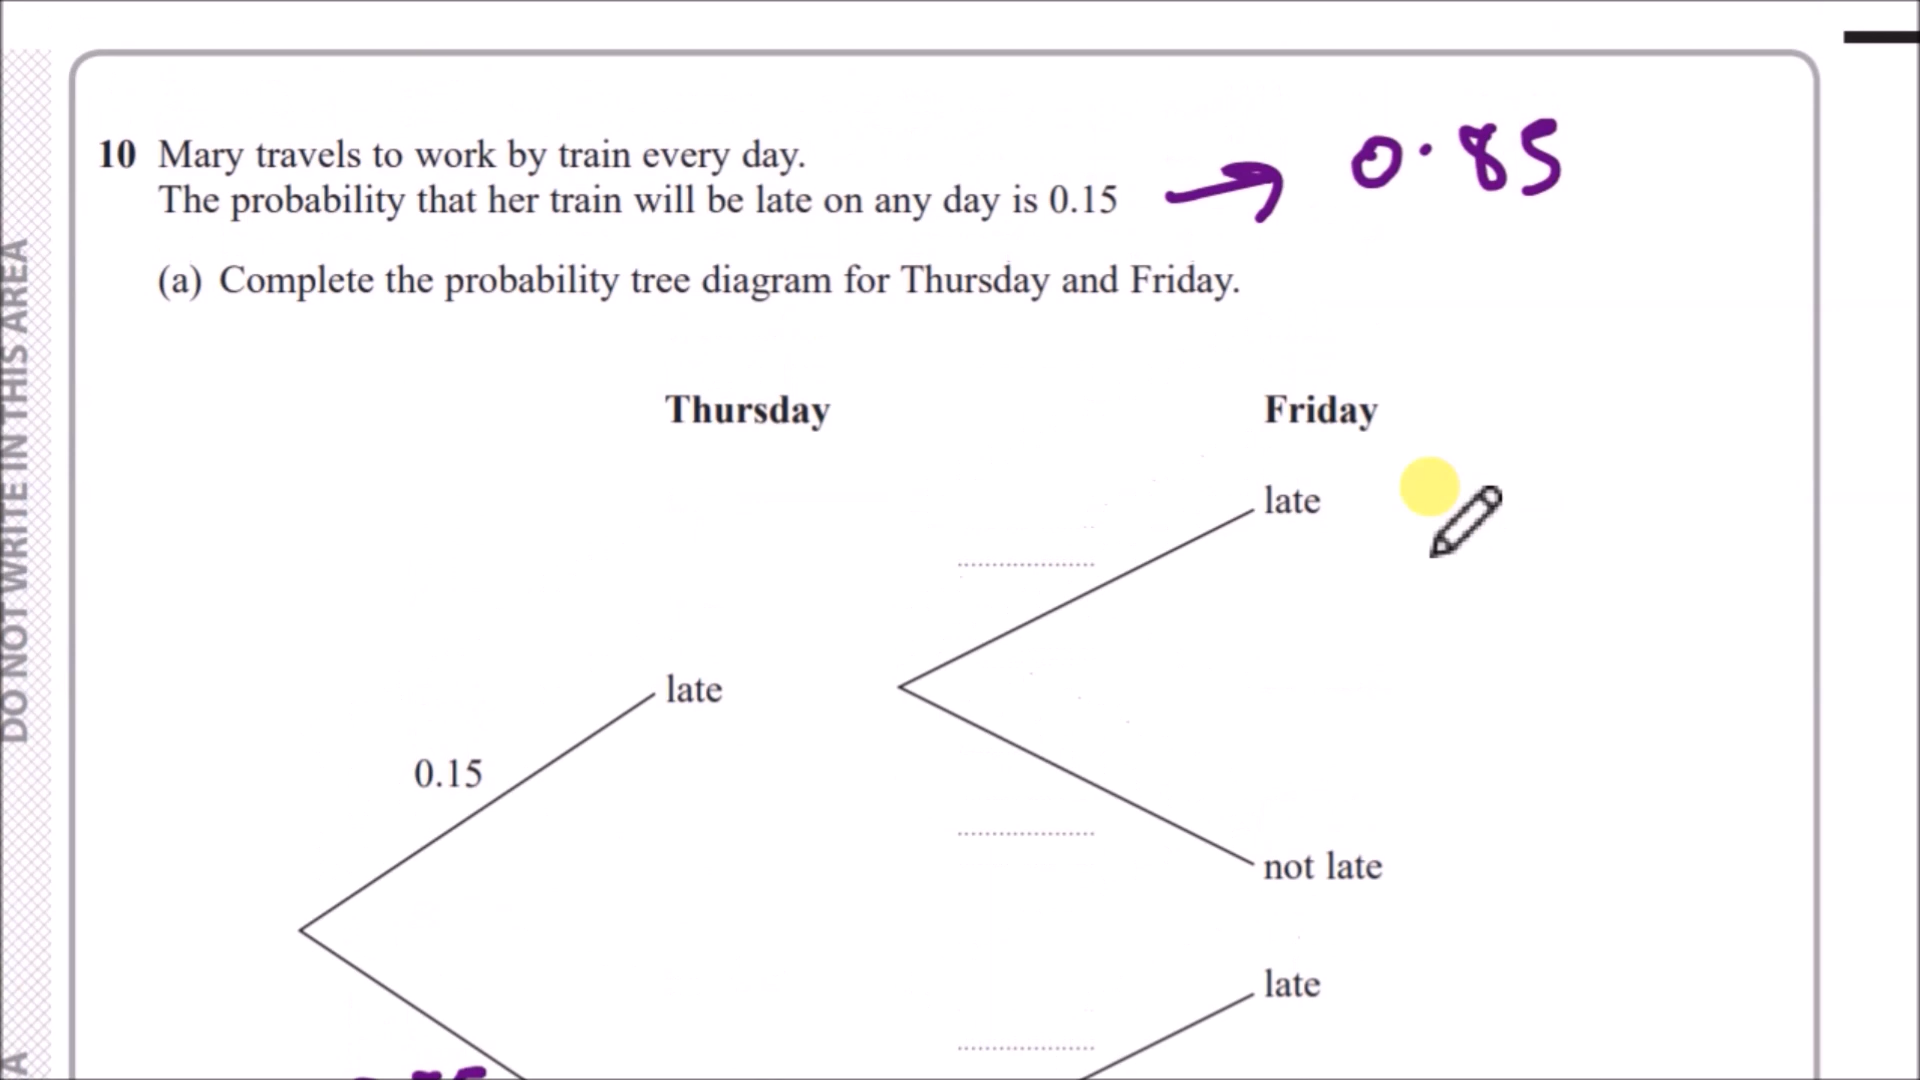 10 Mary travels to work by train every day.
The probability that her train will be late on any day is 0.15
0.85
(a) Complete the probability tree diagram for Thursday and Friday.
Thursday
Friday
late
late
0.15
not late
late
DO NOT WRITE IN THIS AREA